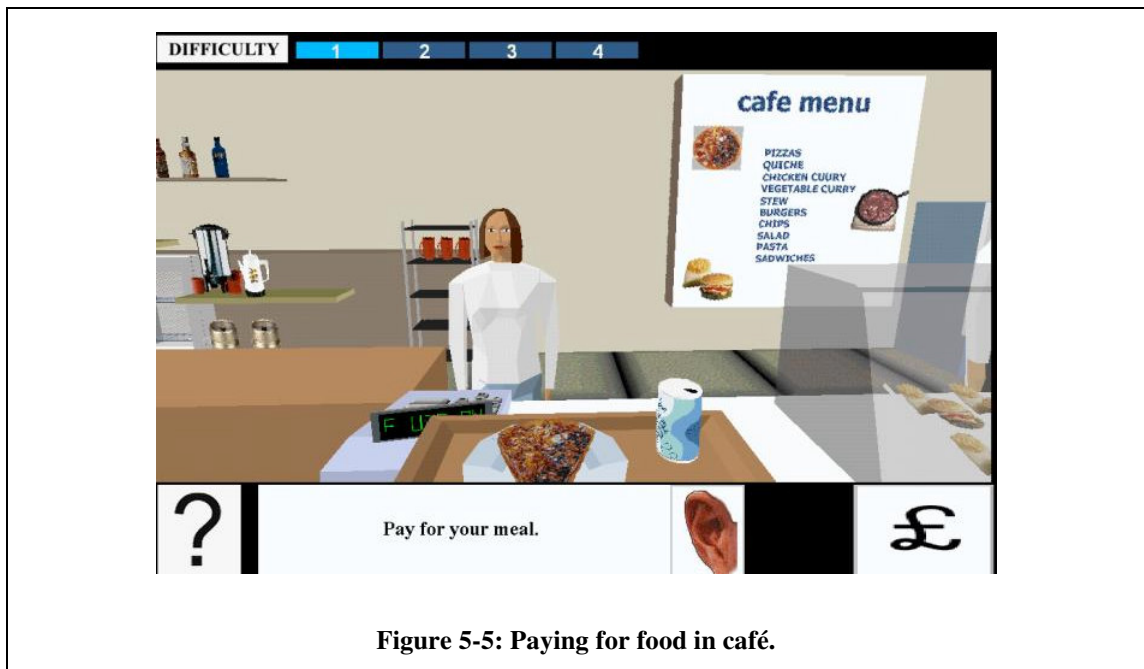 DIFFICULTY 1 2 3 4
cafe menu
PIZZAS
QUICHE
CHICKEN CUURY
VEGETABLE CURRY
STEW
BURGERS
CHIPS
SALAD
PASTA
SADWICHES
?
Pay for your meal.
£
Figure 5-5: Paying for food in café.